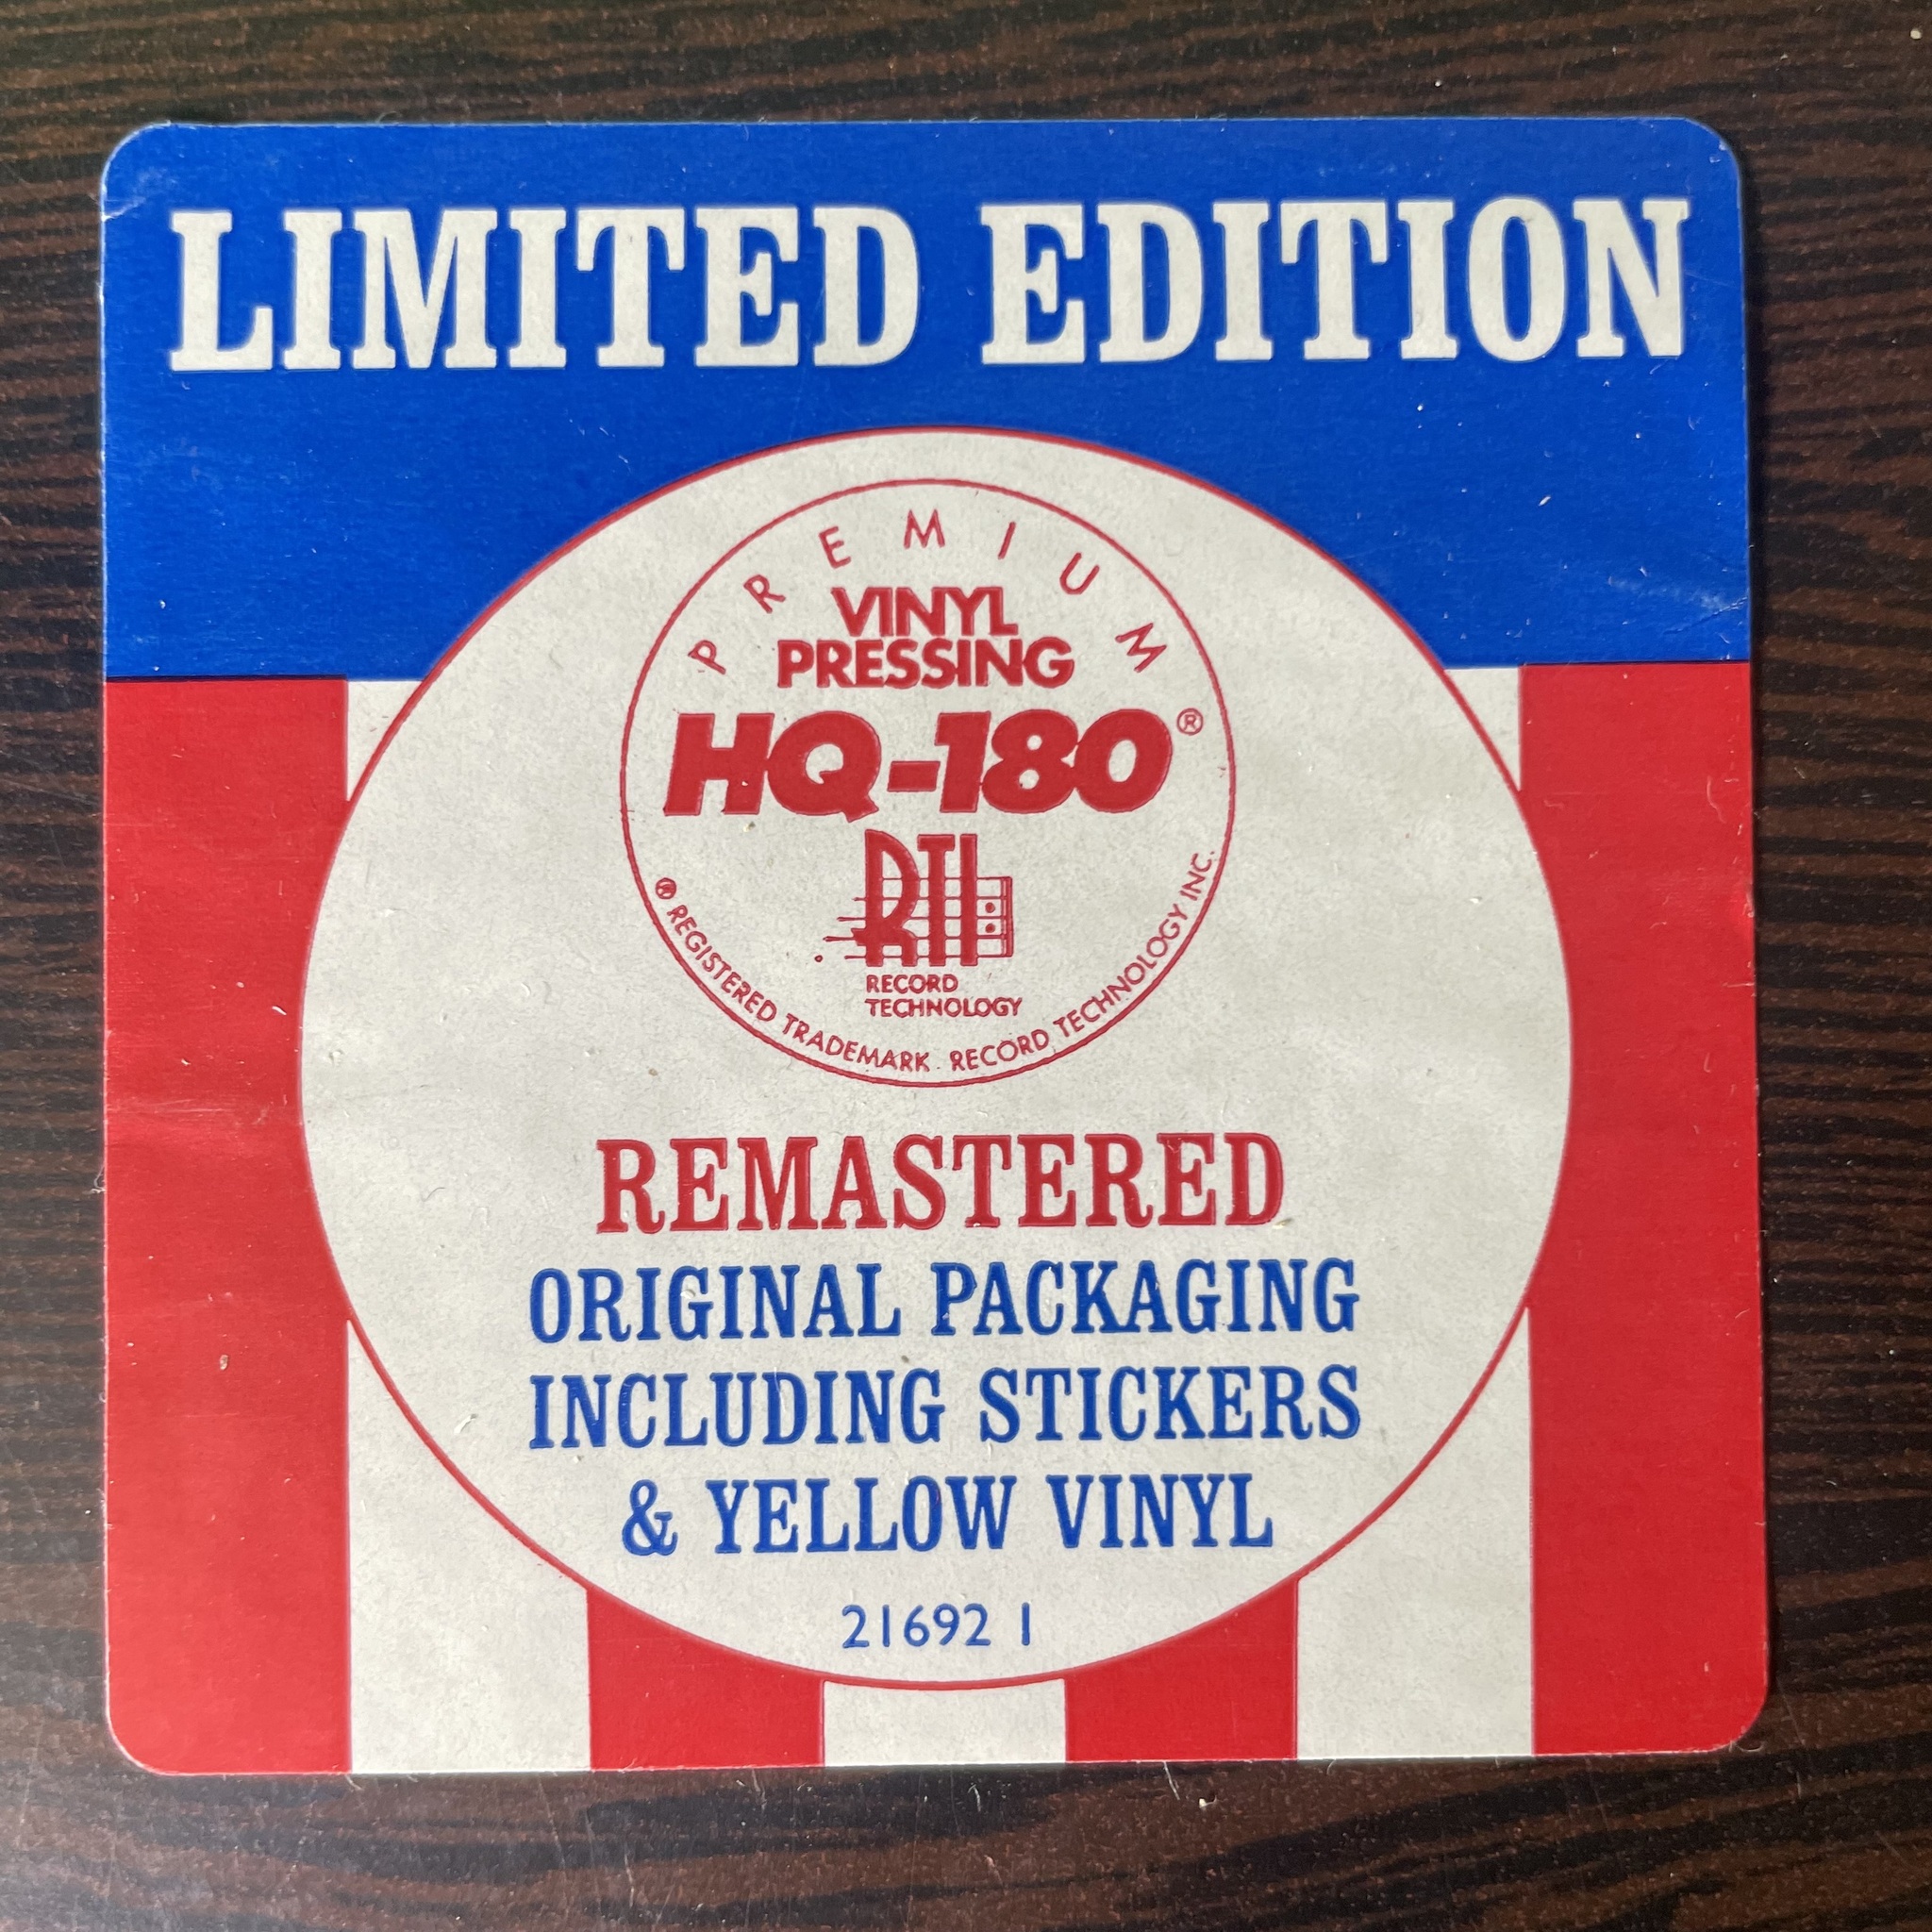 LIMITED EDITION
PREMIUM
VINYL
PRESSING
HQ-180®
RTI
RECORD
TECHNOLOGY
® REGISTERED TRADEMARK RECORD TECHNOLOGY INC.
REMASTERED
ORIGINAL PACKAGING
INCLUDING STICKERS
& YELLOW VINYL
21692 1